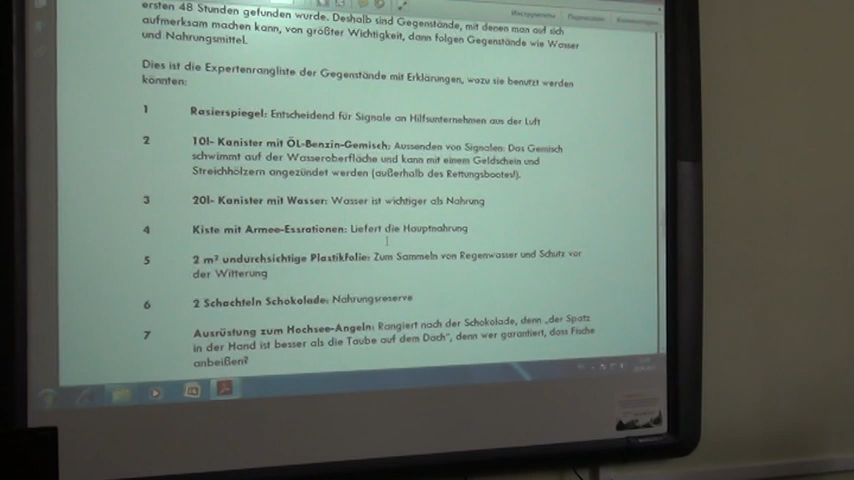 Инструменты Подписание Комментарии
ersten 48 Stunden gefunden wurde. Deshalb sind Gegenstände, mit denen man auf sich
aufmerksam machen kann, von größter Wichtigkeit, dann folgen Gegenstände wie Wasser
und Nahrungsmittel.
Dies ist die Expertenrangliste der Gegenstände mit Erklärungen, wozu sie benutzt werden
könnten:
1 Rasierspiegel: Entscheidend für Signale an Hilfsunternehmen aus der Luft
2 10l- Kanister mit ÖL-Benzin-Gemisch: Aussenden von Signalen: Das Gemisch
schwimmt auf der Wasseroberfläche und kann mit einem Geldschein und
Streichhölzern angezündet werden (außerhalb des Rettungsbootes!).
3 20l- Kanister mit Wasser: Wasser ist wichtiger als Nahrung
4 Kiste mit Armee-Essrationen: Liefert die Hauptnahrung
5 2 m² undurchsichtige Plastikfolie: Zum Sammeln von Regenwasser und Schutz vor
der Witterung
6 2 Schachteln Schokolade: Nahrungsreserve
7 Ausrüstung zum Hochsee-Angeln: Rangiert nach der Schokolade, denn „der Spatz
in der Hand ist besser als die Taube auf dem Dach“, denn wer garantiert, dass Fische
anbeißen?